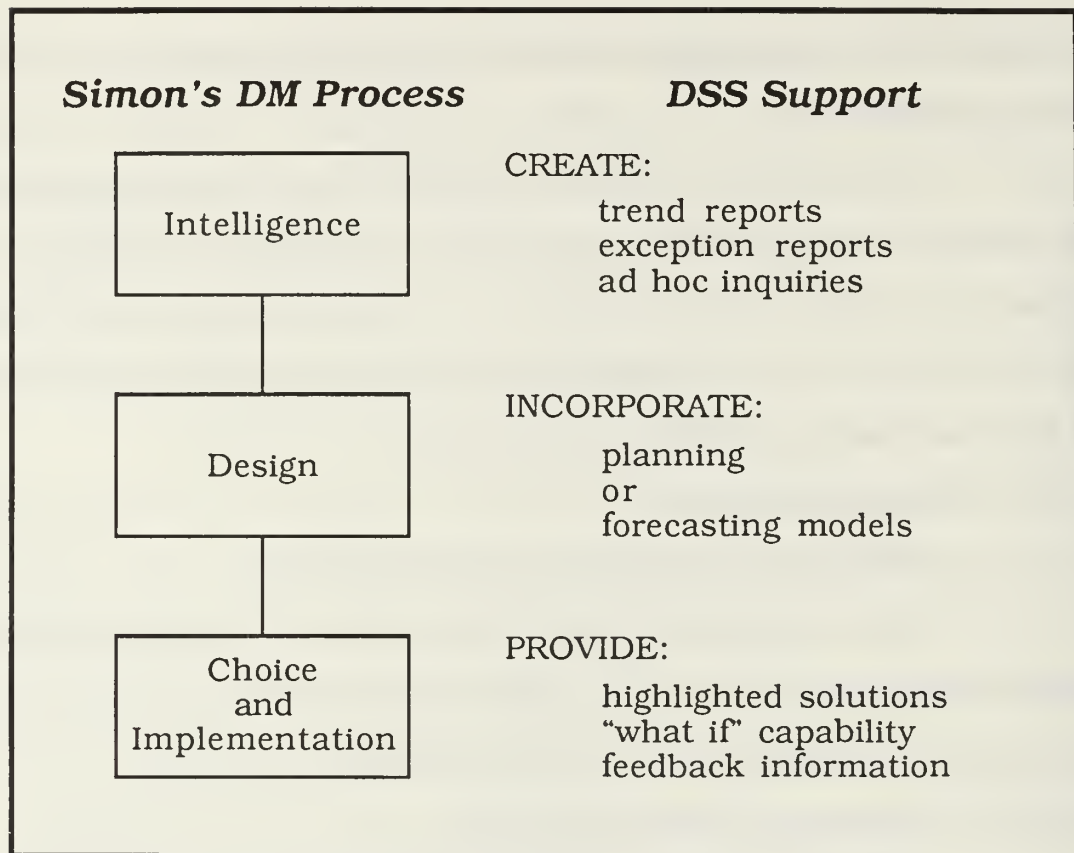 Simon's DM Process
DSS Support
Intelligence
CREATE:
trend reports
exception reports
ad hoc inquiries
Design
INCORPORATE:
planning
or
forecasting models
Choice
and
Implementation
PROVIDE:
highlighted solutions
“what if” capability
feedback information